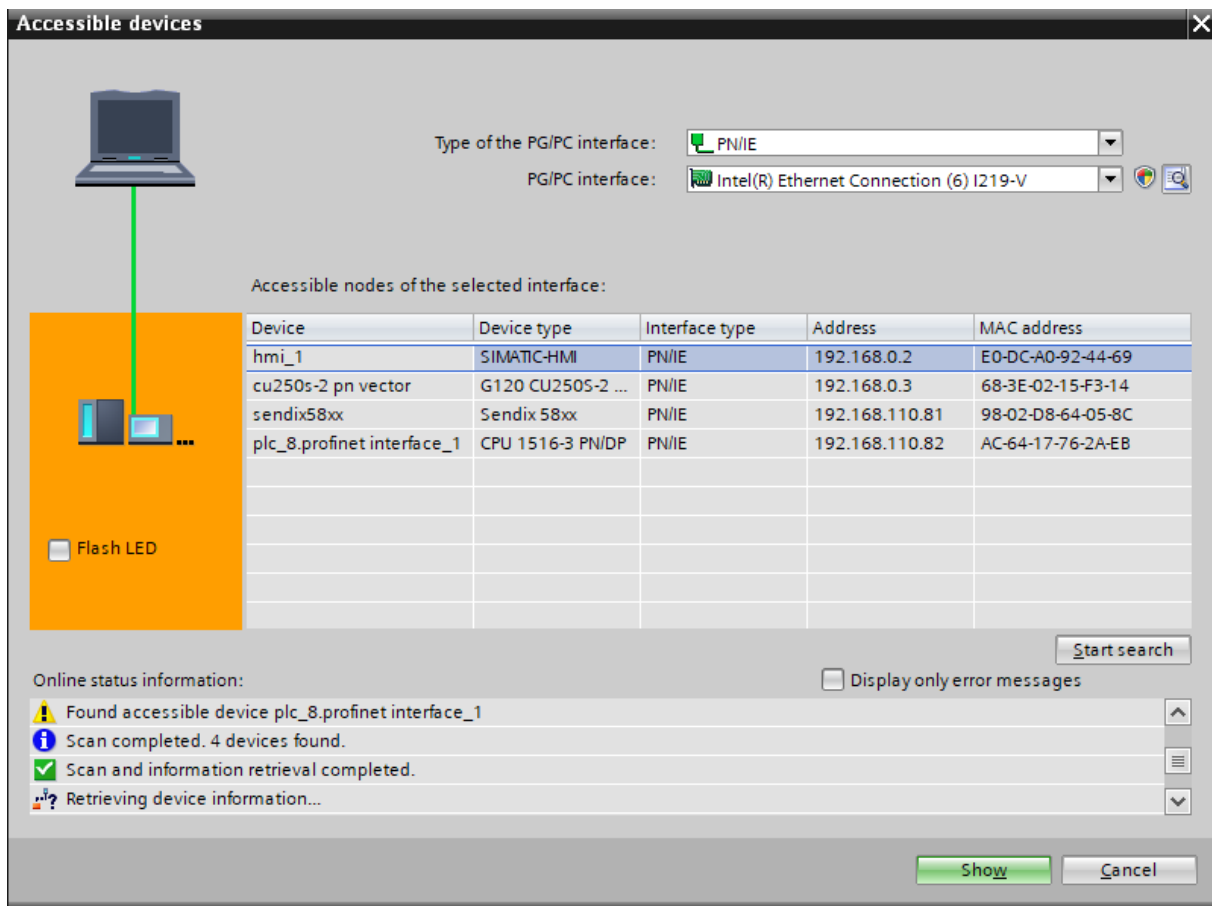 Accessible devices
Type of the PG/PC interface: PN/IE
PG/PC interface: Intel(R) Ethernet Connection (6) I219-V
Accessible nodes of the selected interface:
Device Device type Interface type Address MAC address
hmi_1 SIMATIC-HMI PN/IE 192.168.0.2 E0-DC-A0-92-44-69
cu250s-2 pn vector G120 CU250S-2 ... PN/IE 192.168.0.3 68-3E-02-15-F3-14
sendix58xx Sendix 58xx PN/IE 192.168.110.81 98-02-D8-64-05-8C
plc_8.profinet interface_1 CPU 1516-3 PN/DP PN/IE 192.168.110.82 AC-64-17-76-2A-EB
Flash LED
Start search
Online status information: Display only error messages
Found accessible device plc_8.profinet interface_1
Scan completed. 4 devices found.
Scan and information retrieval completed.
Retrieving device information...
Show Cancel